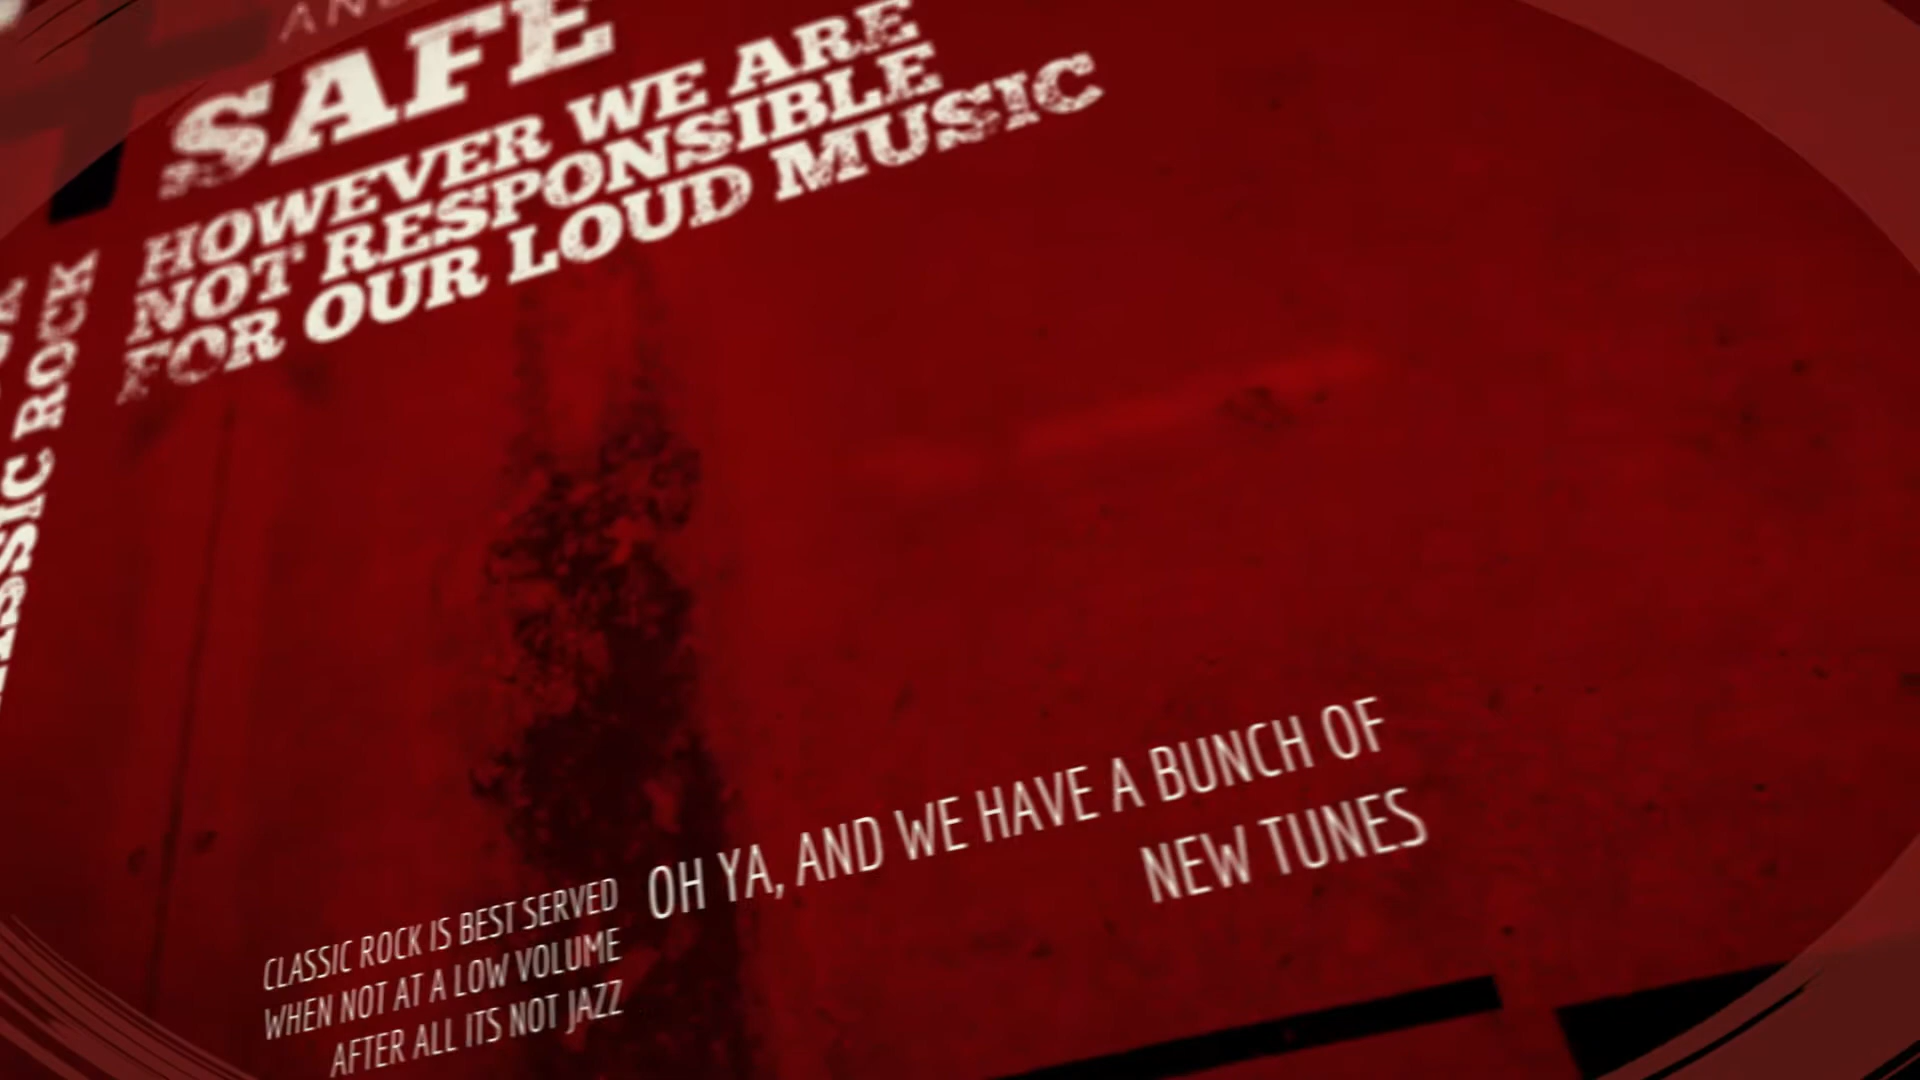 SAFE
HOWEVER WE ARE
NOT RESPONSIBLE
FOR OUR LOUD MUSIC
ROCK
OH YA, AND WE HAVE A BUNCH OF
NEW TUNES
CLASSIC ROCK IS BEST SERVED
WHEN NOT AT A LOW VOLUME
AFTER ALL ITS NOT JAZZ